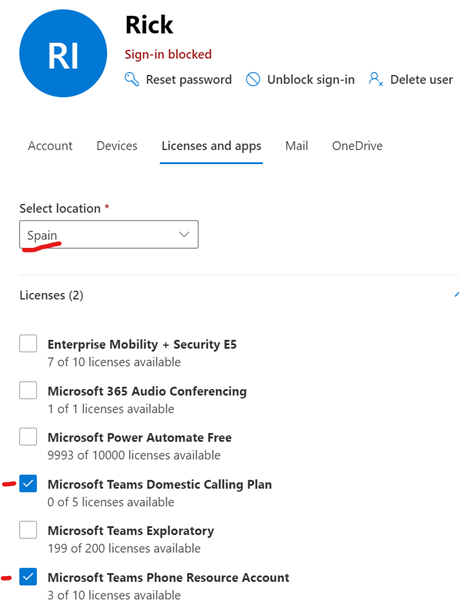 RI
Rick
Sign-in blocked
Reset password Unblock sign-in Delete user
Account Devices Licenses and apps Mail OneDrive
Select location *
Spain
Licenses (2)
Enterprise Mobility + Security E5
7 of 10 licenses available
Microsoft 365 Audio Conferencing
1 of 1 licenses available
Microsoft Power Automate Free
9993 of 10000 licenses available
Microsoft Teams Domestic Calling Plan
0 of 5 licenses available
Microsoft Teams Exploratory
199 of 200 licenses available
Microsoft Teams Phone Resource Account
3 of 10 licenses available